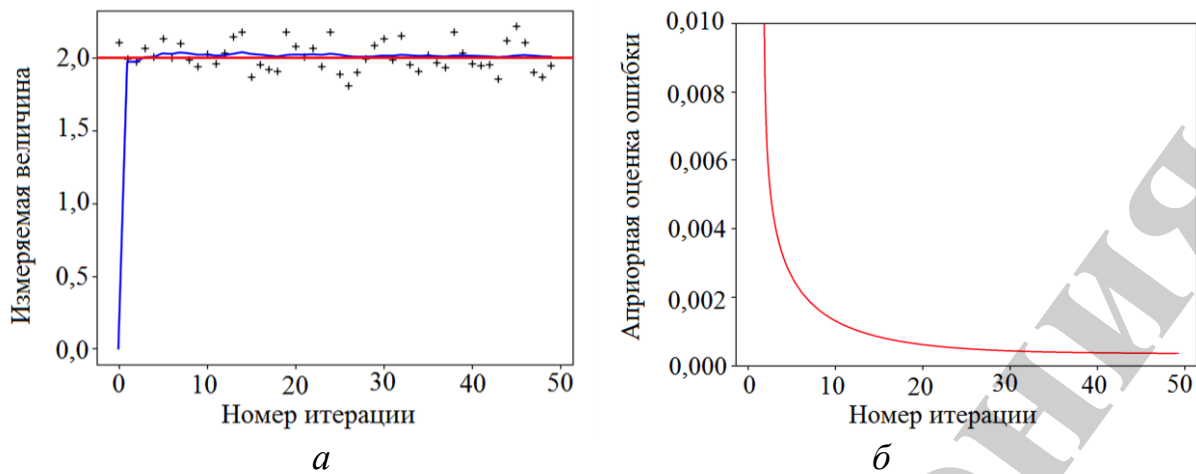 Измеряемая величина
2,0
1,5
1,0
0,5
0,0
0 10 20 30 40 50
Номер итерации
а
Априорная оценка ошибки
0,010
0,008
0,006
0,004
0,002
0,000
0 10 20 30 40 50
Номер итерации
б